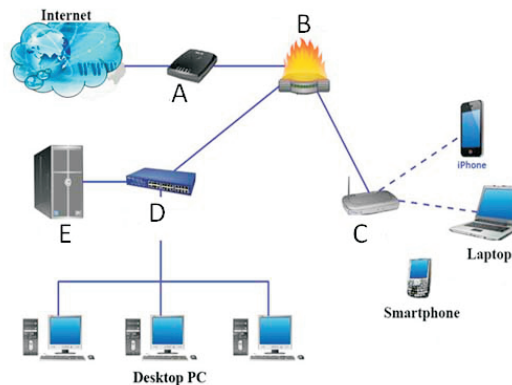 Internet
B
A
iPhone
E
D
C
Laptop
Smartphone
Desktop PC